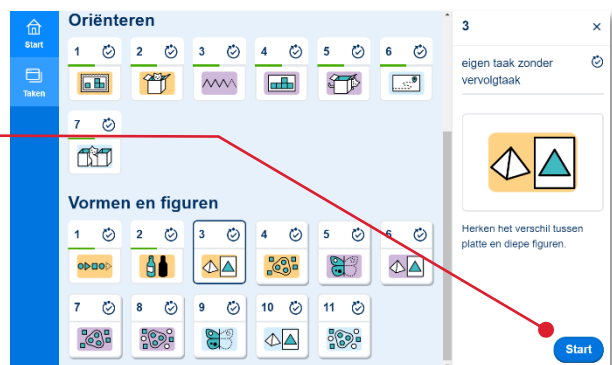 Start
Taken
Oriënteren
1 2 3 4 5 6
7
Vormen en figuren
1 2 3 4 5 6
7 8 9 10 11
3 ×
eigen taak zonder
vervolgtaak
Herken het verschil tussen
platte en diepe figuren.
Start